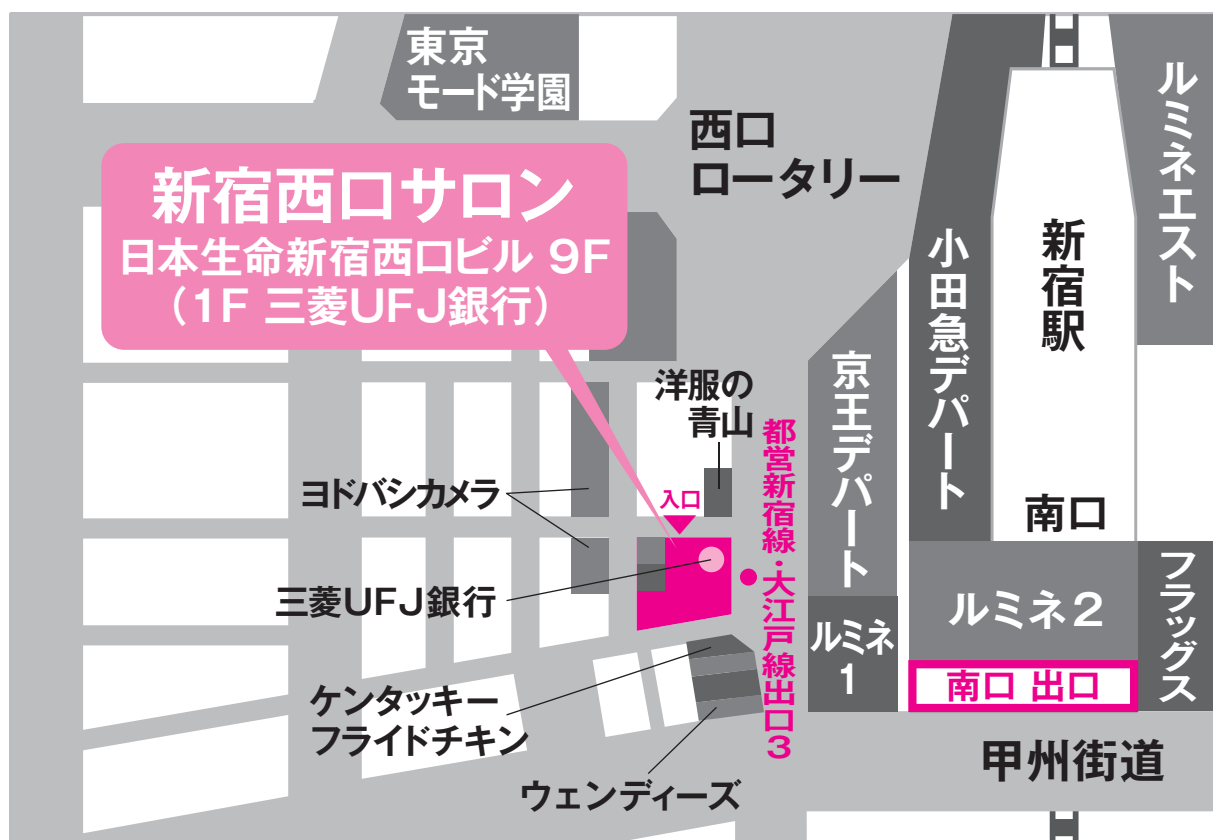 東京
モード学園
西口
ロータリー
ルミネエスト
新宿西口サロン
日本生命新宿西口ビル 9F
(1F 三菱UFJ銀行)
小田急デパート
新宿駅
京王デパート
洋服の
青山
都営新宿線・大江戸線出口3
ヨドバシカメラ
入口
南口
三菱UFJ銀行
ルミネ2
フラッグス
ルミネ
1
南口 出口
ケンタッキー
フライドチキン
甲州街道
ウェンディーズ